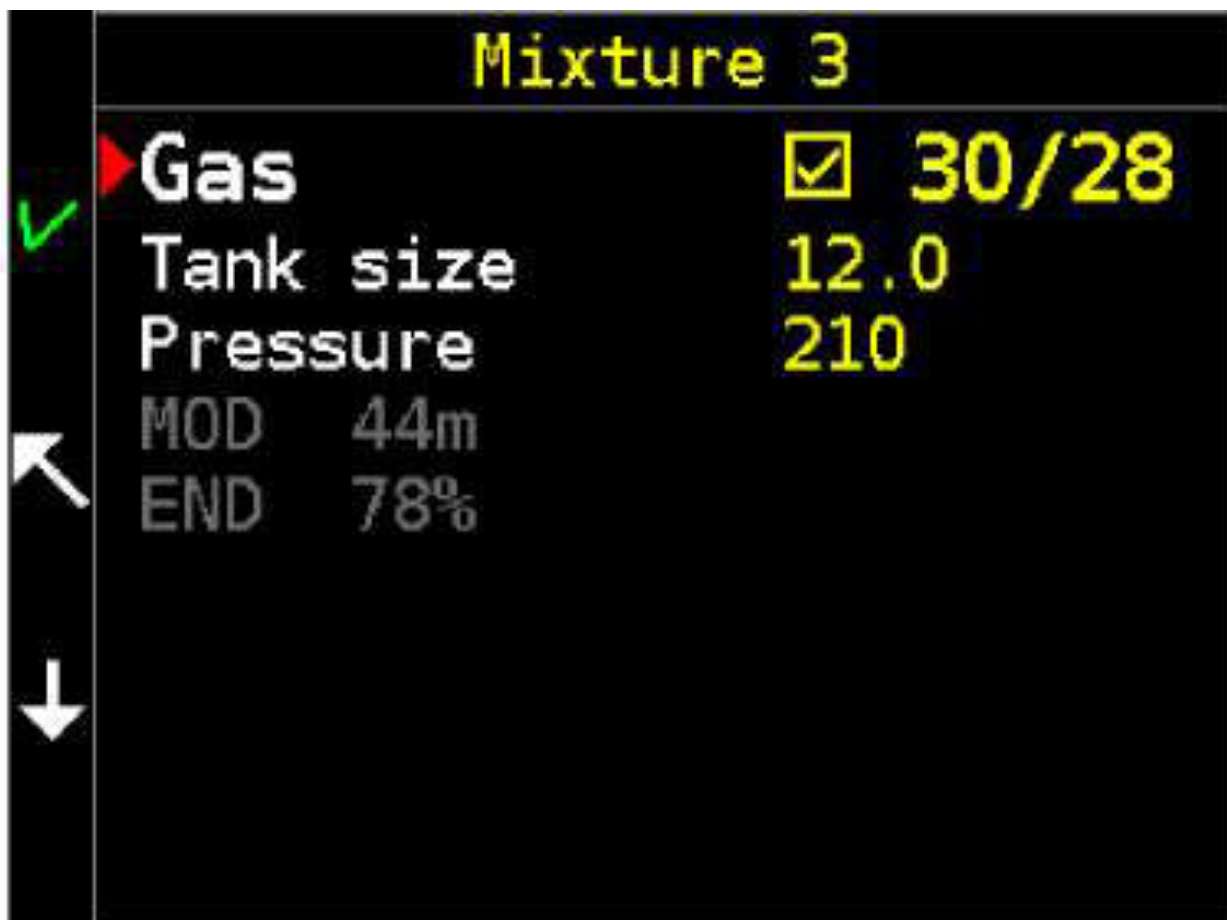 Mixture 3
Gas 30/28
Tank size 12.0
Pressure 210
MOD 44m
END 78%